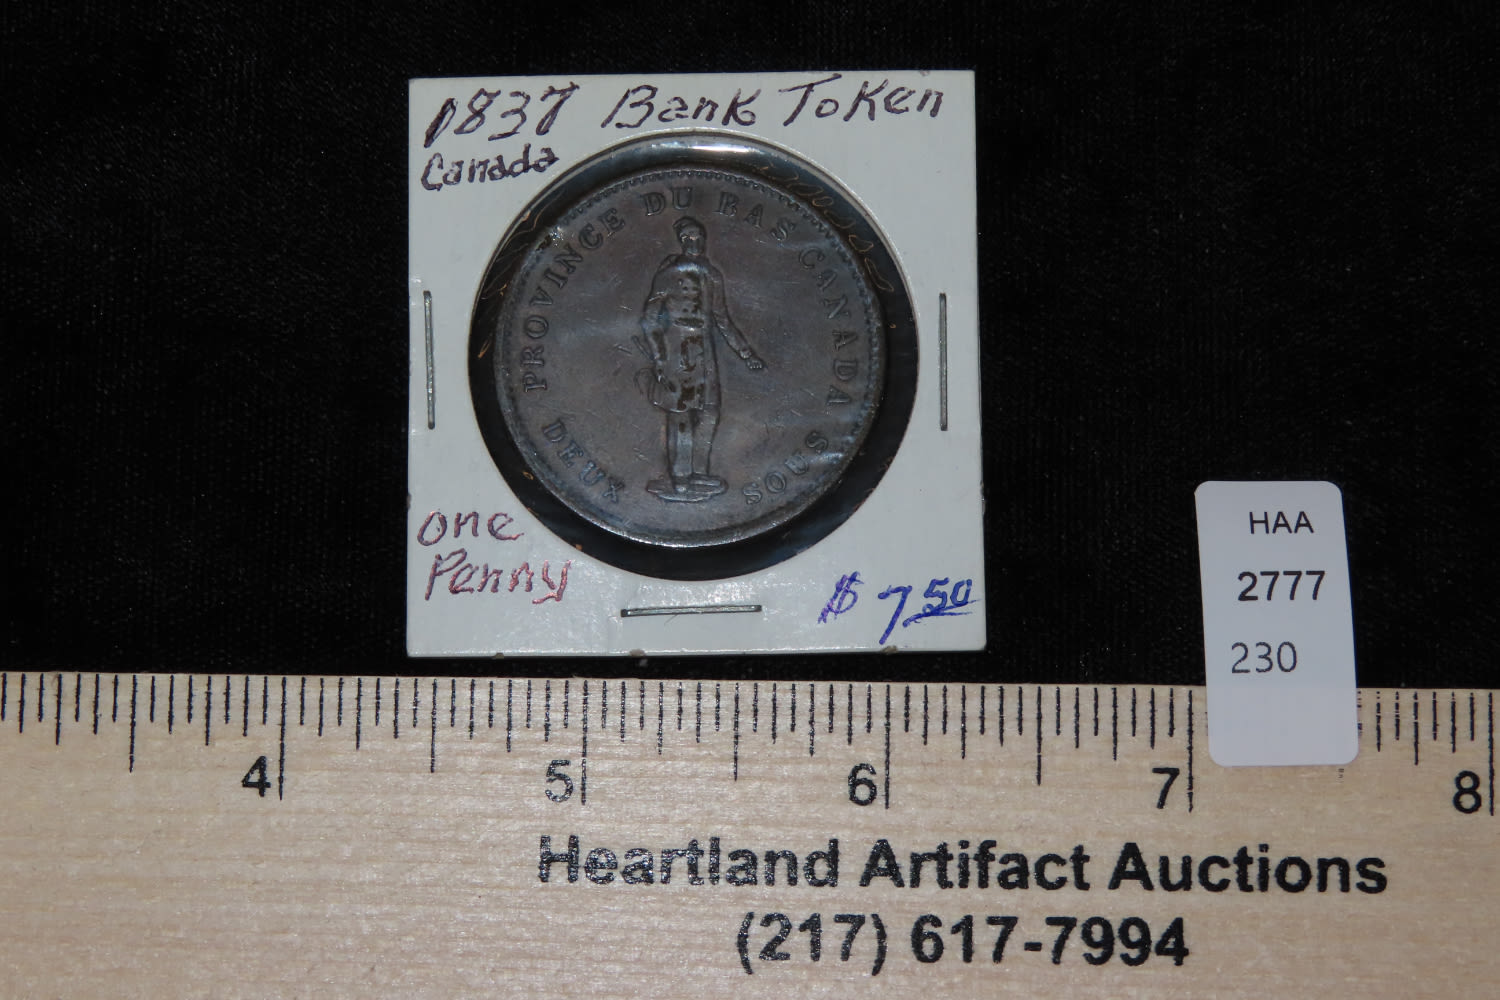 1837 Bank Token
Canada
PROVINCE DU BAS CANADA
DEUX SOUS
one
Penny
$7.50
HAA
2777
230
4 5 6 7 8
Heartland Artifact Auctions
(217) 617-7994